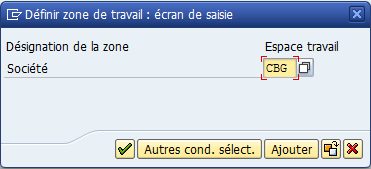 Définir zone de travail : écran de saisie
Désignation de la zone Espace travail
Société CBG
Autres cond. sélect. Ajouter